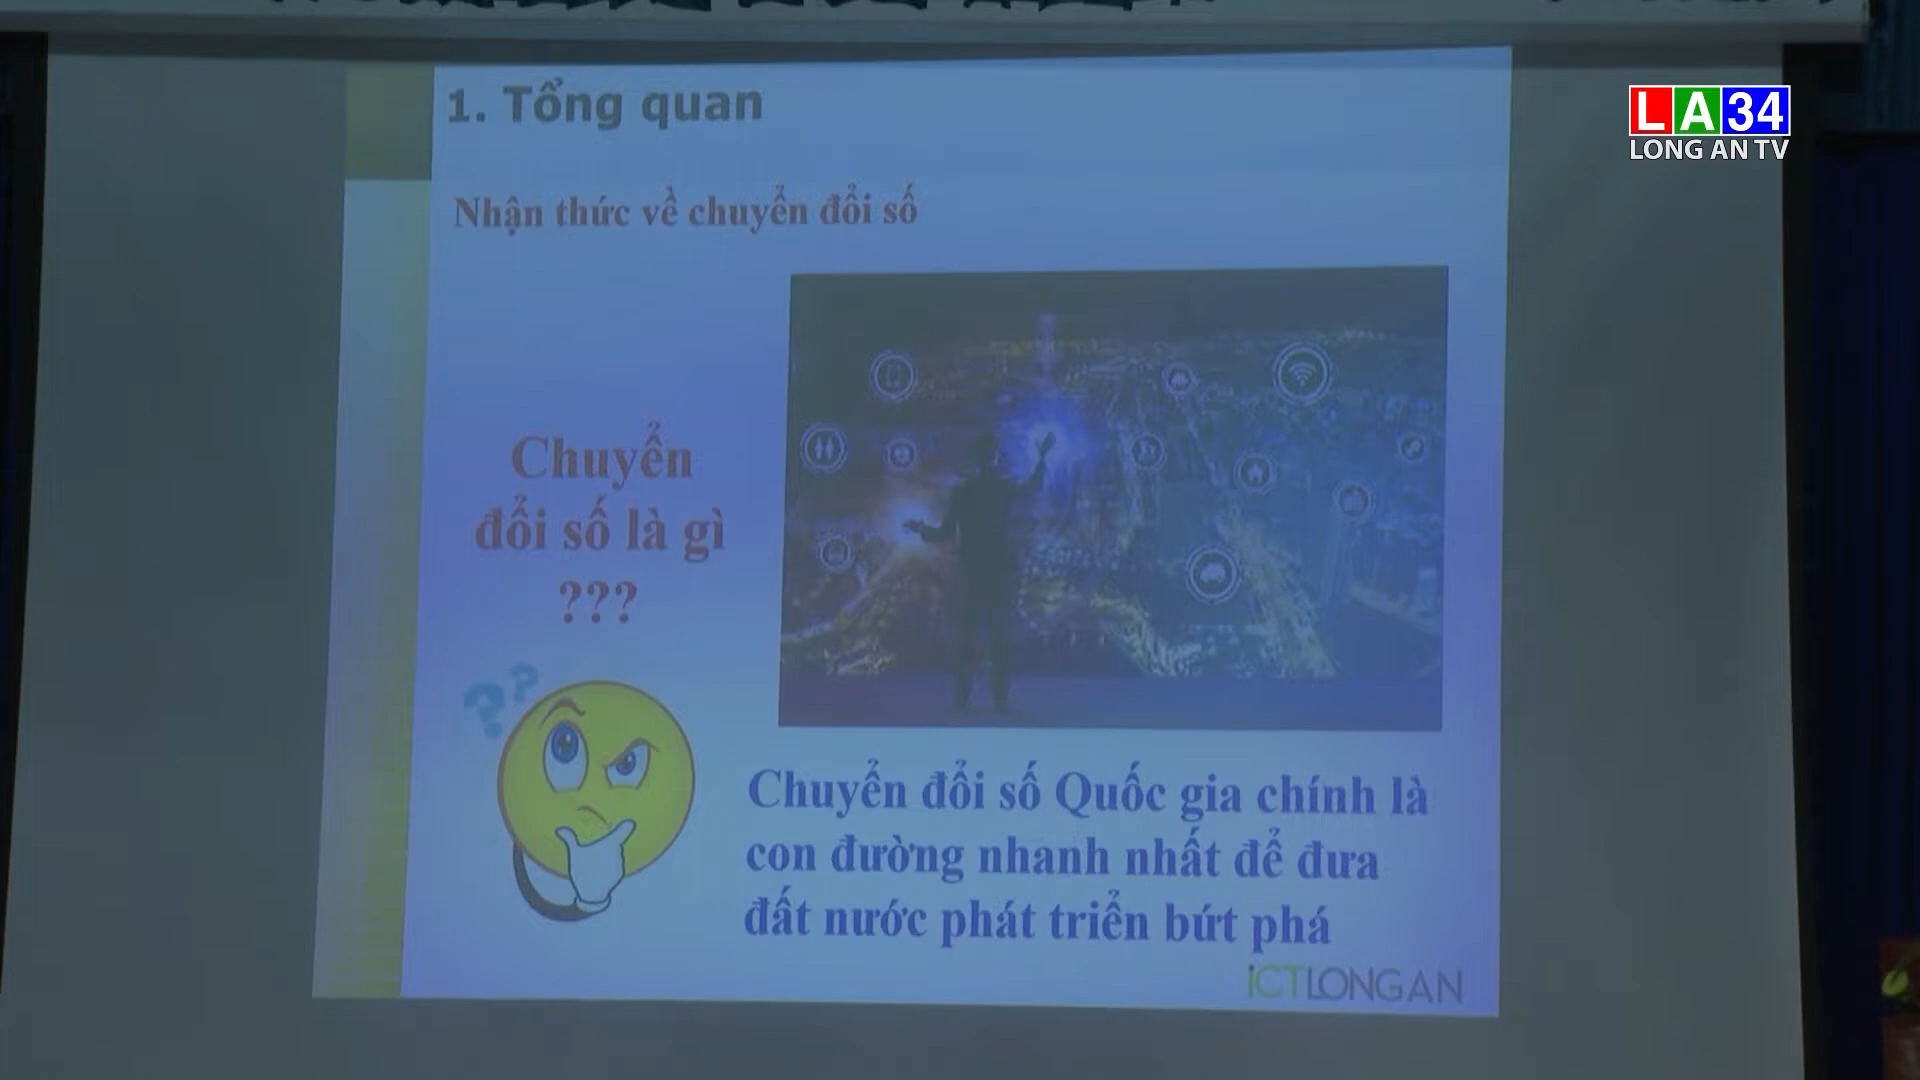 1. Tổng quan
LA34
LONG AN TV
Nhận thức về chuyển đổi số
Chuyển
đổi số là gì
???
? ?
Chuyển đổi số Quốc gia chính là
con đường nhanh nhất để đưa
đất nước phát triển bứt phá
iCTLONGAN